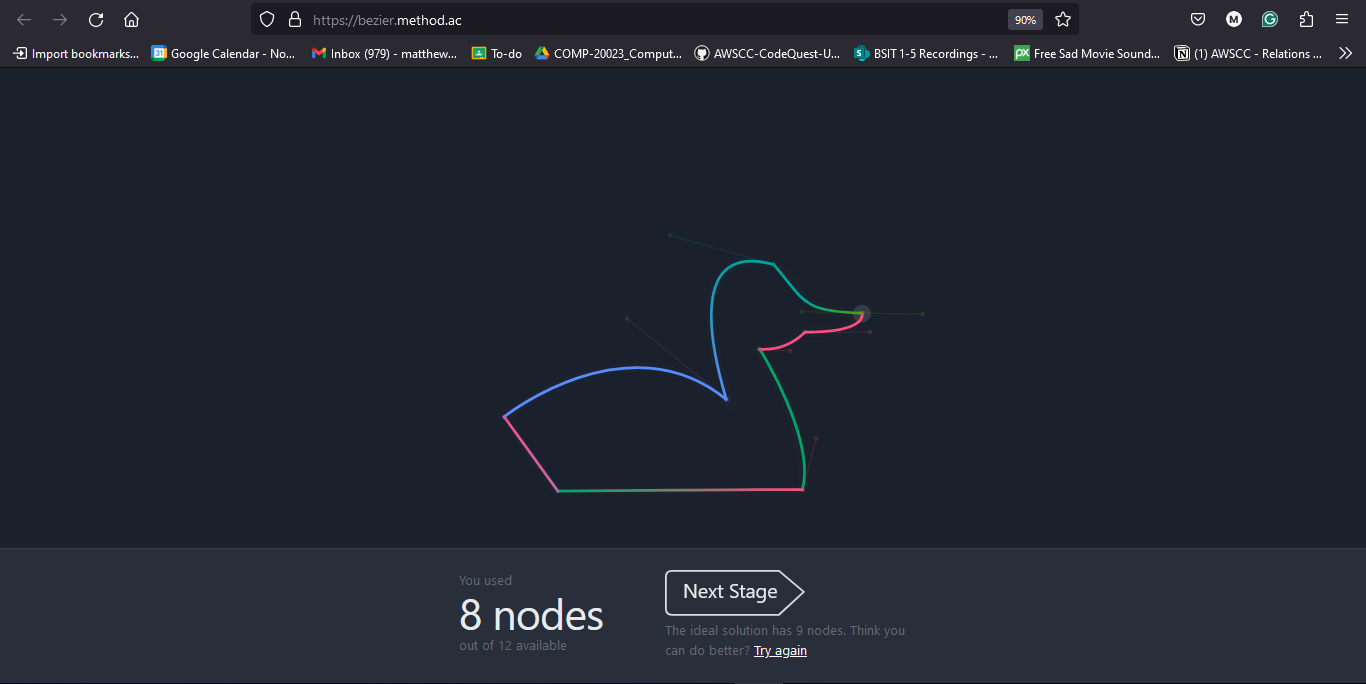 https://bezier.method.ac
90%
M
G
Import bookmarks...
31
Google Calendar - No...
Inbox (979) - matthew...
To-do
COMP-20023_Comput...
AWSCC-CodeQuest-U...
S
BSIT 1-5 Recordings - ...
px
Free Sad Movie Sound...
(1) AWSCC - Relations ...
You used
8 nodes
out of 12 available
Next Stage
The ideal solution has 9 nodes. Think you
can do better? Try again